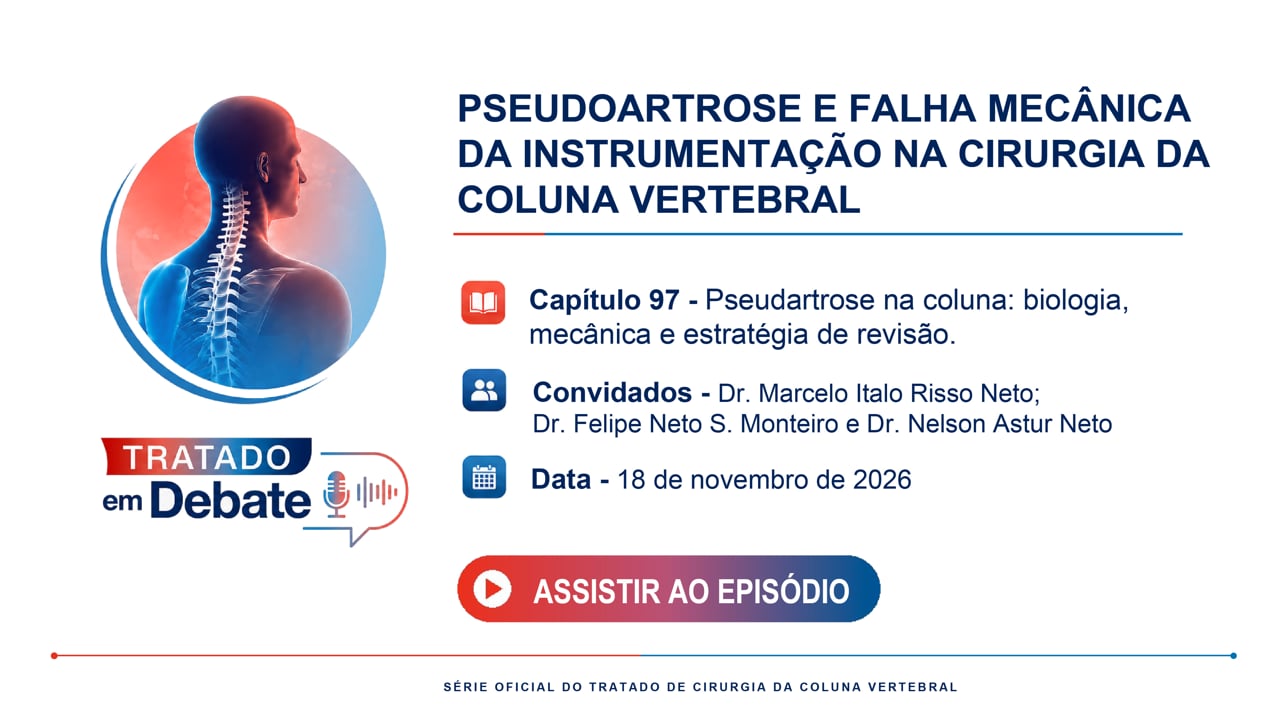 PSEUDOARTROSE E FALHA MECÂNICA
DA INSTRUMENTAÇÃO NA CIRURGIA DA
COLUNA VERTEBRAL
Capítulo 97 - Pseudartrose na coluna: biologia,
mecânica e estratégia de revisão.
Convidados - Dr. Marcelo Italo Risso Neto;
Dr. Felipe Neto S. Monteiro e Dr. Nelson Astur Neto
Data - 18 de novembro de 2026
TRATADO
em Debate
ASSISTIR AO EPISÓDIO
SÉRIE OFICIAL DO TRATADO DE CIRURGIA DA COLUNA VERTEBRAL